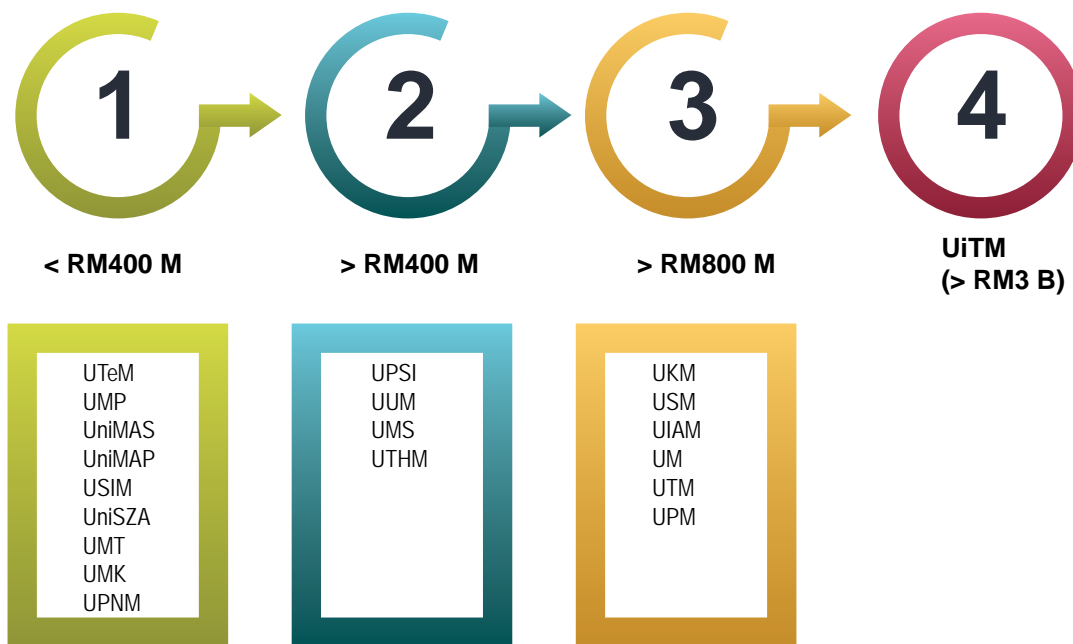 1
2
3
4
< RM400 M
> RM400 M
> RM800 M
UiTM
(> RM3 B)
UTeM
UMP
UniMAS
UniMAP
USIM
UniSZA
UMT
UMK
UPNM
UPSI
UUM
UMS
UTHM
UKM
USM
UIAM
UM
UTM
UPM